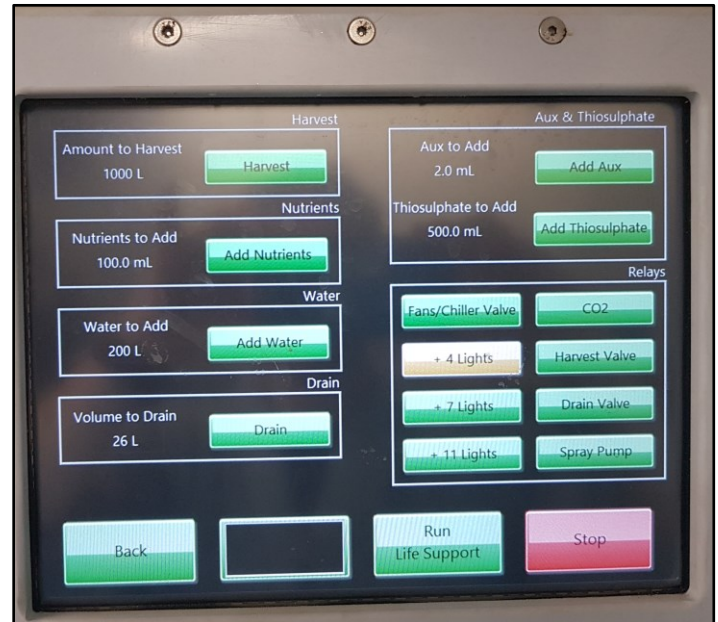 Harvest
Amount to Harvest
1000 L
Harvest
Nutrients
Nutrients to Add
100.0 mL
Add Nutrients
Water
Water to Add
200 L
Add Water
Drain
Volume to Drain
26 L
Drain
Aux & Thiosulphate
Aux to Add
2.0 mL
Add Aux
Thiosulphate to Add
500.0 mL
Add Thiosulphate
Relays
Fans/Chiller Valve
CO2
+ 4 Lights
Harvest Valve
+ 7 Lights
Drain Valve
+ 11 Lights
Spray Pump
Back
Run
Life Support
Stop